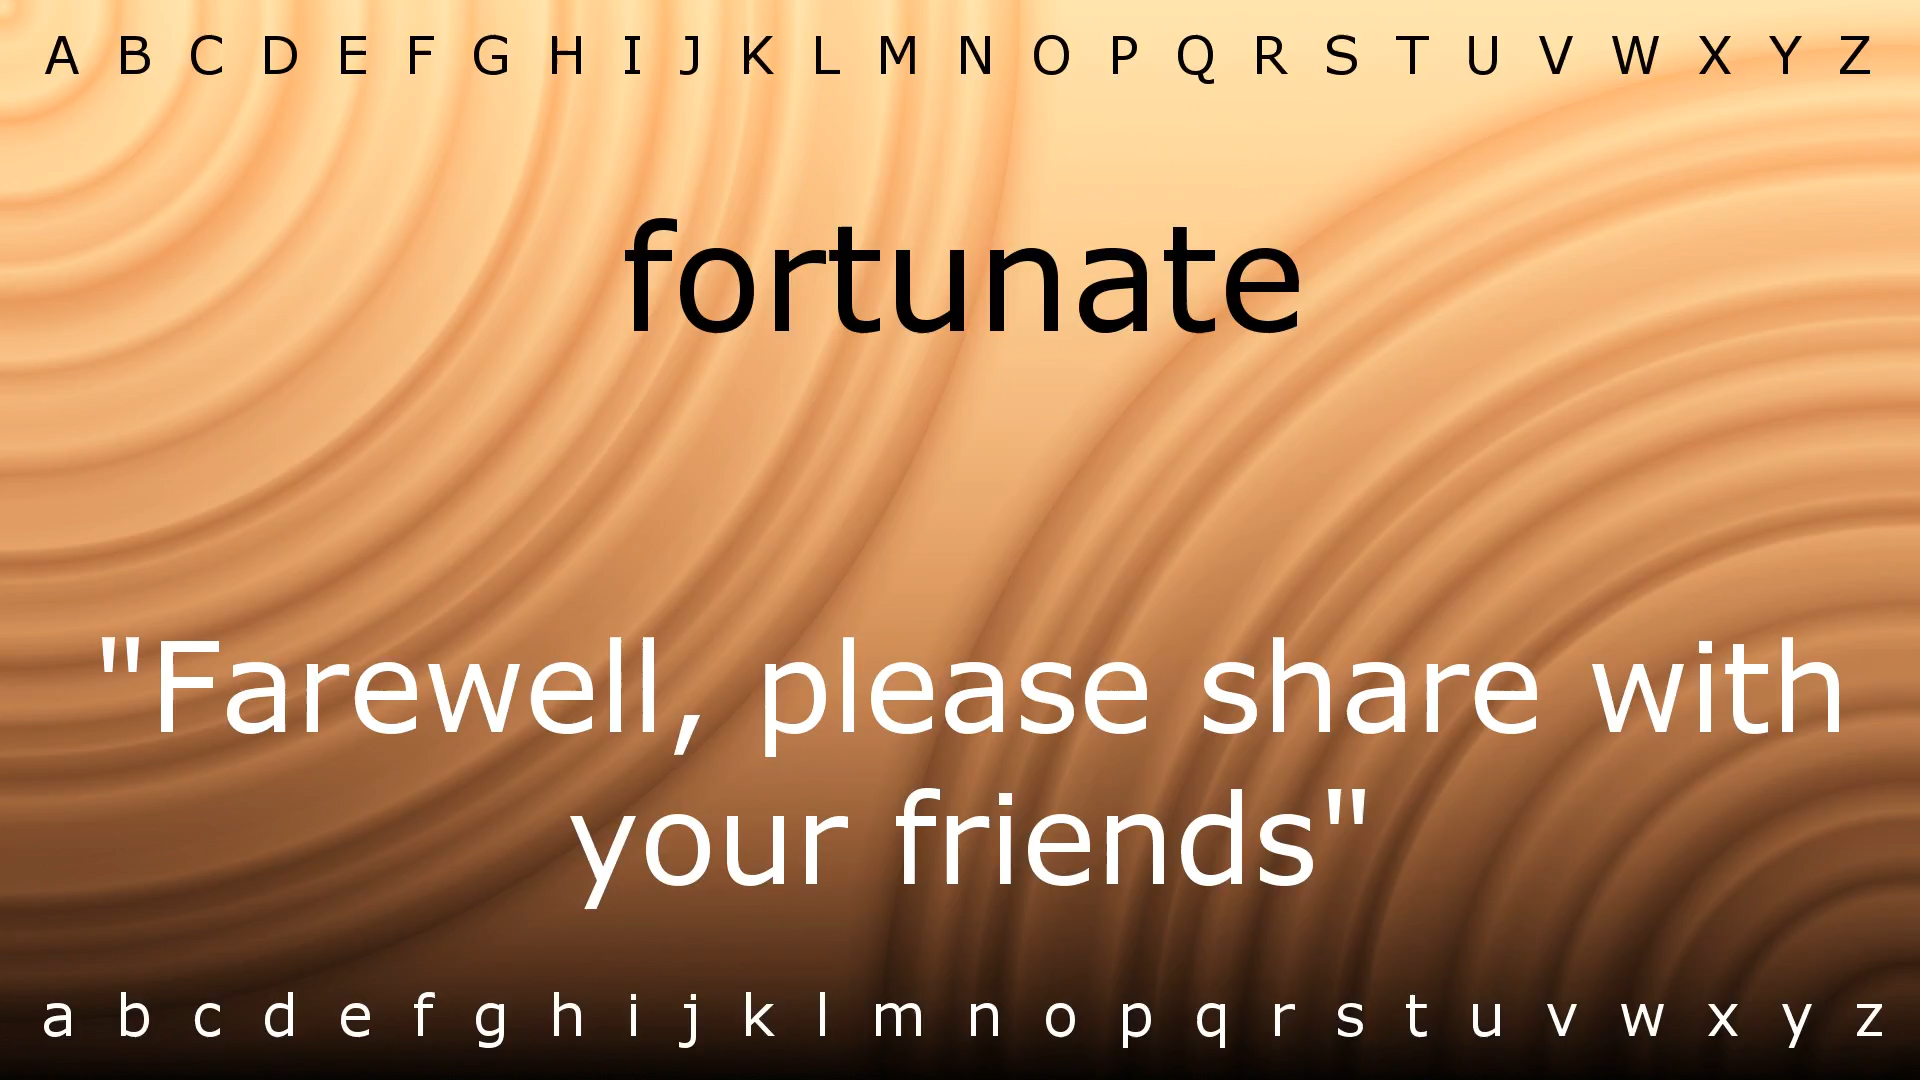 A B C D E F G H I J K L M N O P Q R S T U V W X Y Z
fortunate
"Farewell, please share with
your friends"
a b c d e f g h i j k l m n o p q r s t u v w x y z